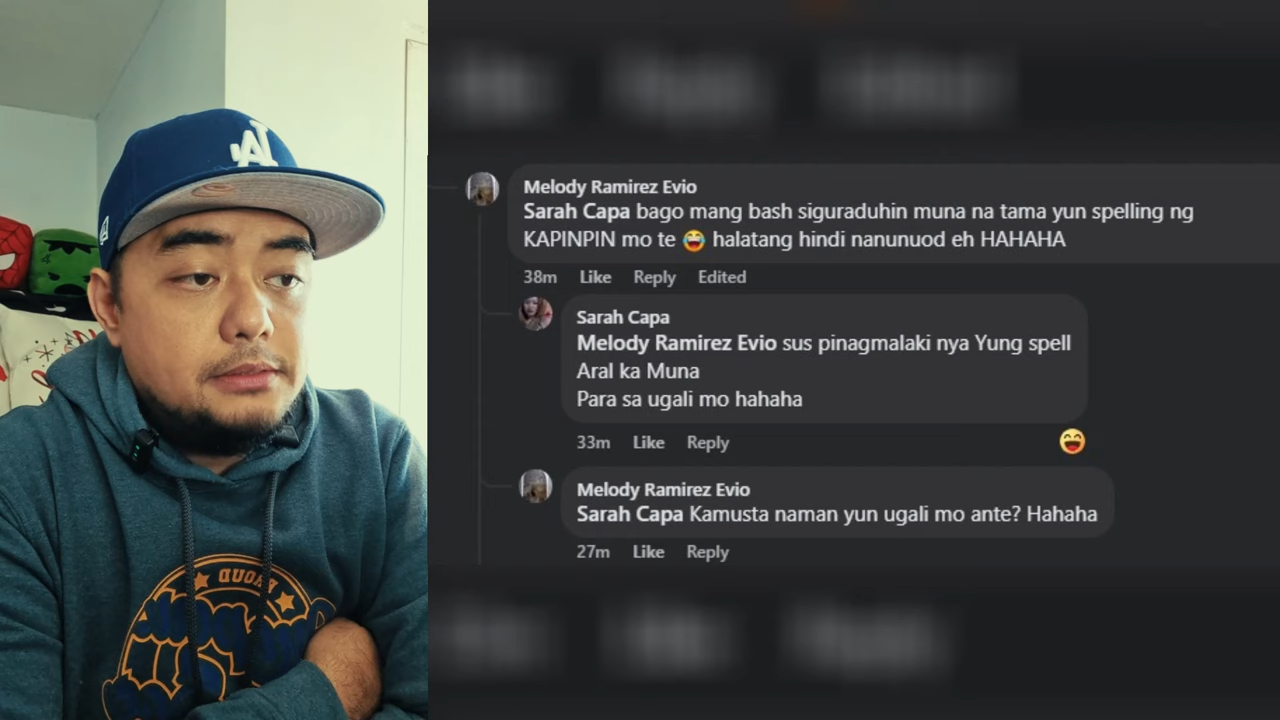 LA
Melody Ramirez Evio
Sarah Capa bago mang bash siguraduhin muna na tama yun spelling ng
KAPINPIN mo te 😂 halatang hindi nanunuod eh HAHAHA
38m Like Reply Edited
Sarah Capa
Melody Ramirez Evio sus pinagmalaki nya Yung spell
Aral ka Muna
Para sa ugali mo hahaha
33m Like Reply
Melody Ramirez Evio
Sarah Capa Kamusta naman yun ugali mo ante? Hahaha
27m Like Reply
PROUD